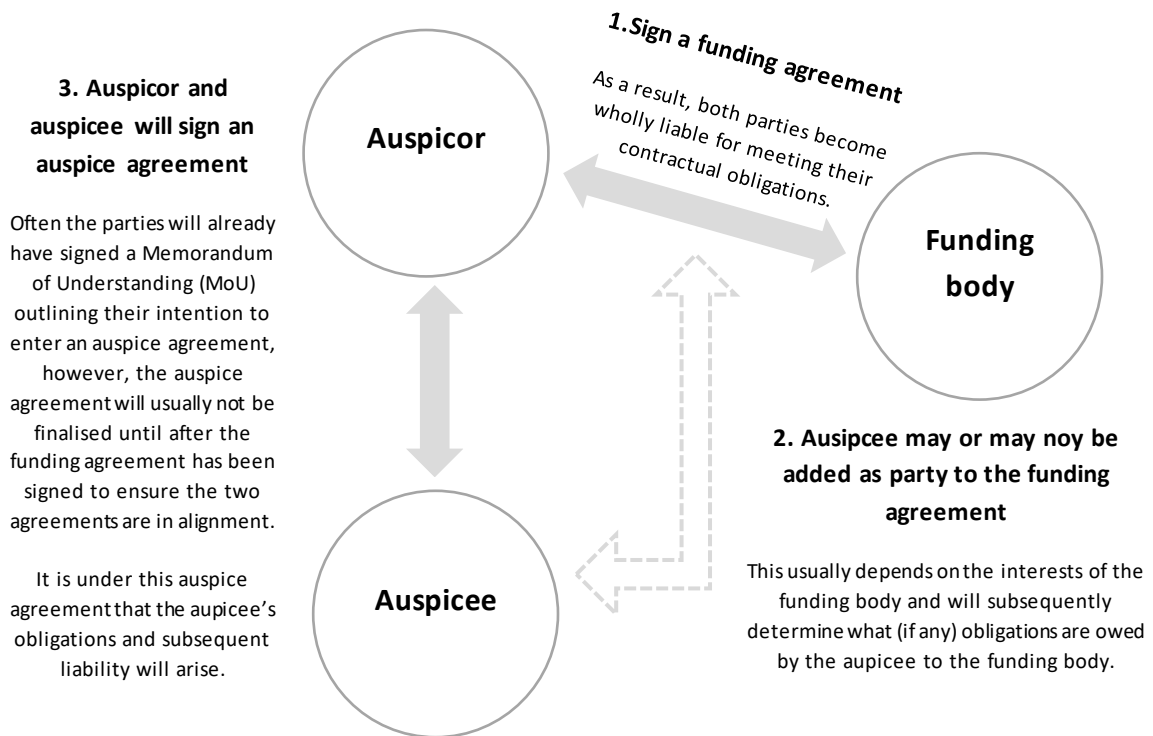 1.Sign a funding agreement
As a result, both parties become
wholly liable for meeting their
contractual obligations.
3. Auspicor and
auspicee will sign an
auspice agreement
Often the parties will already
have signed a Memorandum
of Understanding (MoU)
outlining their intention to
enter an auspice agreement,
however, the auspice
agreement will usually not be
finalised until after the
funding agreement has been
signed to ensure the two
agreements are in alignment.
It is under this auspice
agreement that the aupicee’s
obligations and subsequent
liability will arise.
Auspicor
Funding
body
Auspicee
2. Ausipcee may or may noy be
added as party to the funding
agreement
This usually depends on the interests of the
funding body and will subsequently
determine what (if any) obligations are owed
by the aupicee to the funding body.